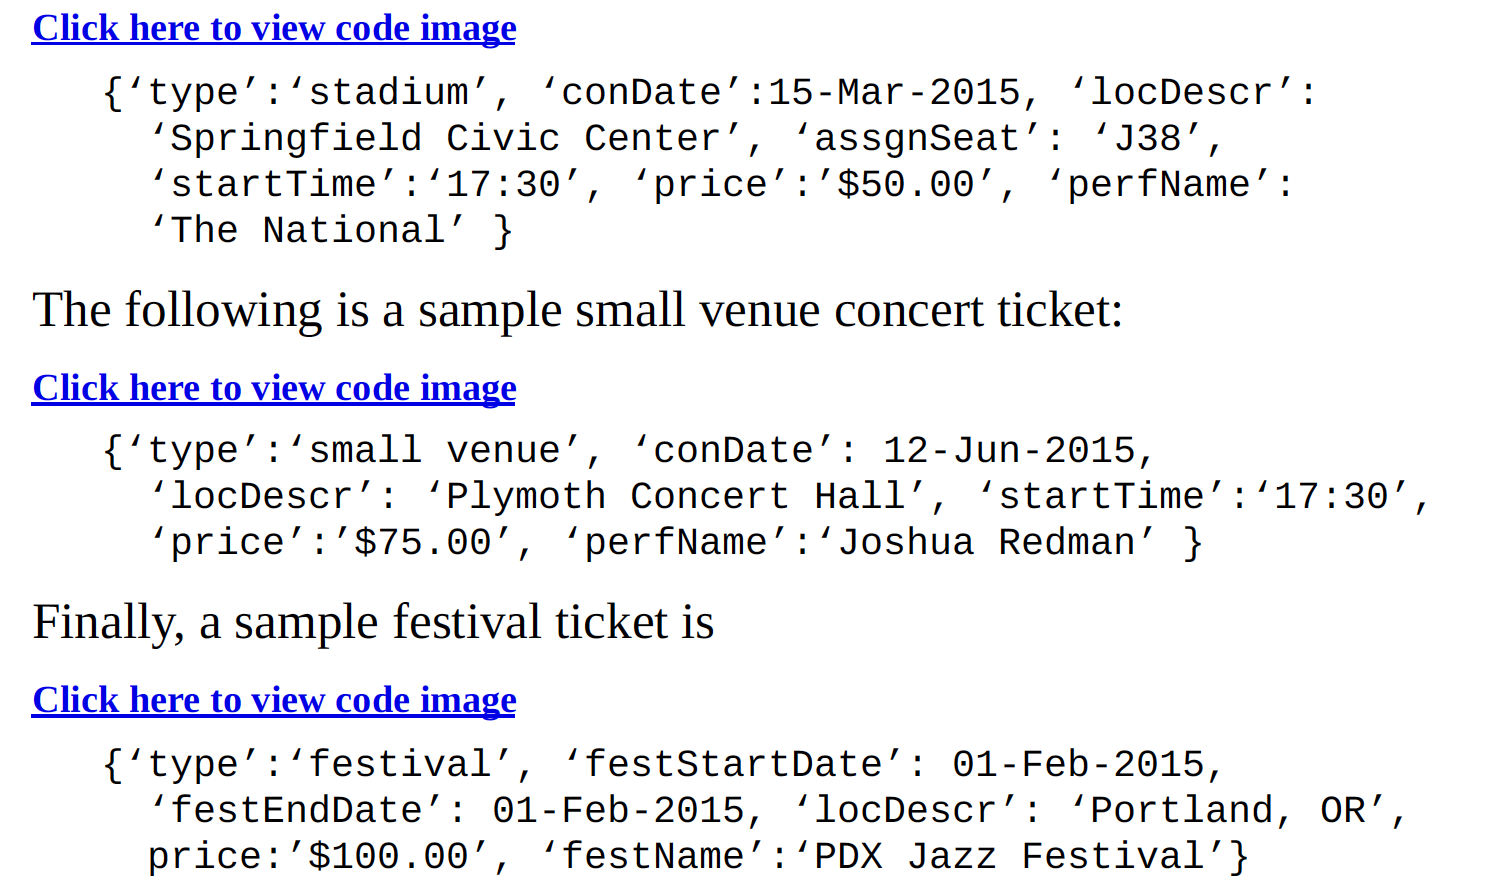 Click here to view code image
{‘type’:‘stadium’, ‘conDate’:15-Mar-2015, ‘locDescr’:
‘Springfield Civic Center’, ‘assgnSeat’: ‘J38’,
‘startTime’:‘17:30’, ‘price’:’$50.00’, ‘perfName’:
‘The National’ }
The following is a sample small venue concert ticket:
Click here to view code image
{‘type’:‘small venue’, ‘conDate’: 12-Jun-2015,
‘locDescr’: ‘Plymoth Concert Hall’, ‘startTime’:‘17:30’,
‘price’:’$75.00’, ‘perfName’:‘Joshua Redman’ }
Finally, a sample festival ticket is
Click here to view code image
{‘type’:‘festival’, ‘festStartDate’: 01-Feb-2015,
‘festEndDate’: 01-Feb-2015, ‘locDescr’: ‘Portland, OR’,
price:’$100.00’, ‘festName’:‘PDX Jazz Festival’}